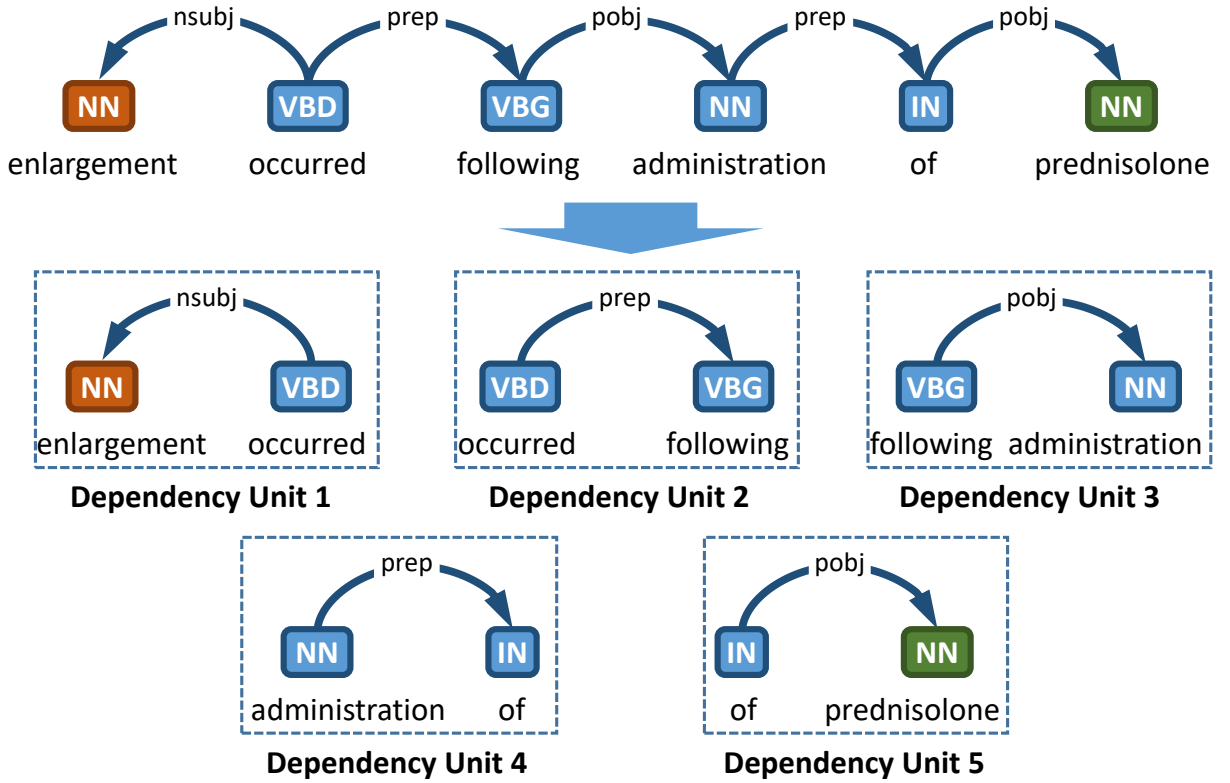 nsubj prep pobj prep pobj
NN VBD VBG NN IN NN
enlargement occurred following administration of prednisolone
nsubj prep pobj
NN VBD VBD VBG VBG NN
enlargement occurred occurred following following administration
Dependency Unit 1 Dependency Unit 2 Dependency Unit 3
prep pobj
NN IN IN NN
administration of of prednisolone
Dependency Unit 4 Dependency Unit 5